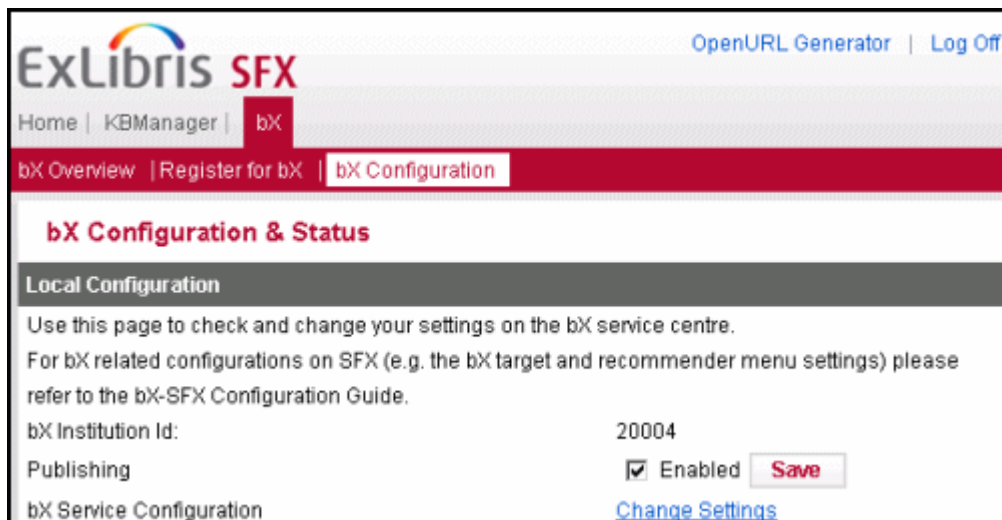 ExLibris SFX
OpenURL Generator | Log Off
Home | KBManager | bX
bX Overview | Register for bX | bX Configuration
bX Configuration & Status
Local Configuration
Use this page to check and change your settings on the bX service centre.
For bX related configurations on SFX (e.g. the bX target and recommender menu settings) please
refer to the bX-SFX Configuration Guide.
bX Institution Id: 20004
Publishing Enabled Save
bX Service Configuration Change Settings